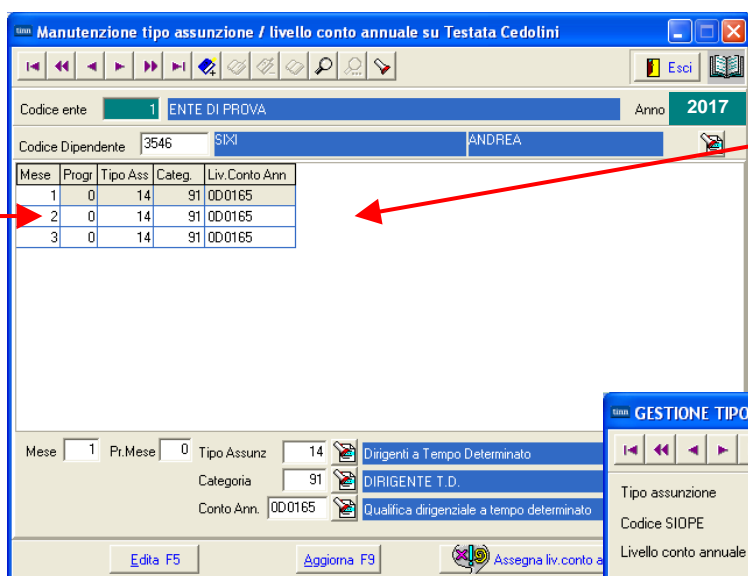 tinn Manutenzione tipo assunzione / livello conto annuale su Testata Cedolini
Esci
Codice ente 1 ENTE DI PROVA Anno 2017
Codice Dipendente 3546 SIXI ANDREA
Mese Progr Tipo Ass Categ. Liv.Conto Ann
1 0 14 91 0D0165
2 0 14 91 0D0165
3 0 14 91 0D0165
Mese 1 Pr.Mese 0 Tipo Assunz 14 Dirigenti a Tempo Determinato
Categoria 91 DIRIGENTE T.D.
Conto Ann. 0D0165 Qualifica dirigenziale a tempo determinato
Edita F5 Aggiorna F9 Assegna liv.conto a
tinn GESTIONE TIPO
Tipo assunzione
Codice SIOPE
Livello conto annuale